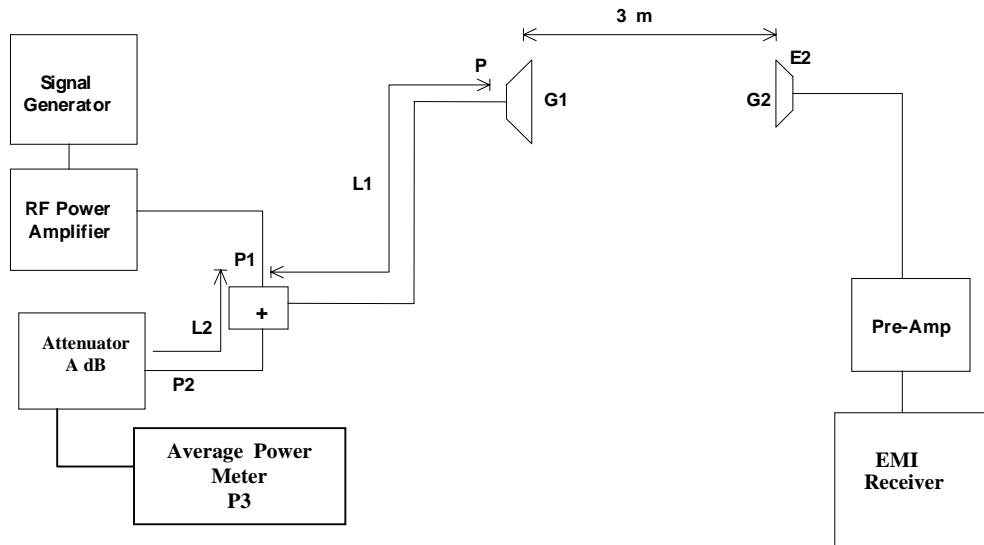 3 m
Signal
Generator
P
E2
G1
G2
L1
RF Power
Amplifier
P1
+
L2
Attenuator
A dB
P2
Pre-Amp
Average Power
Meter
P3
EMI
Receiver